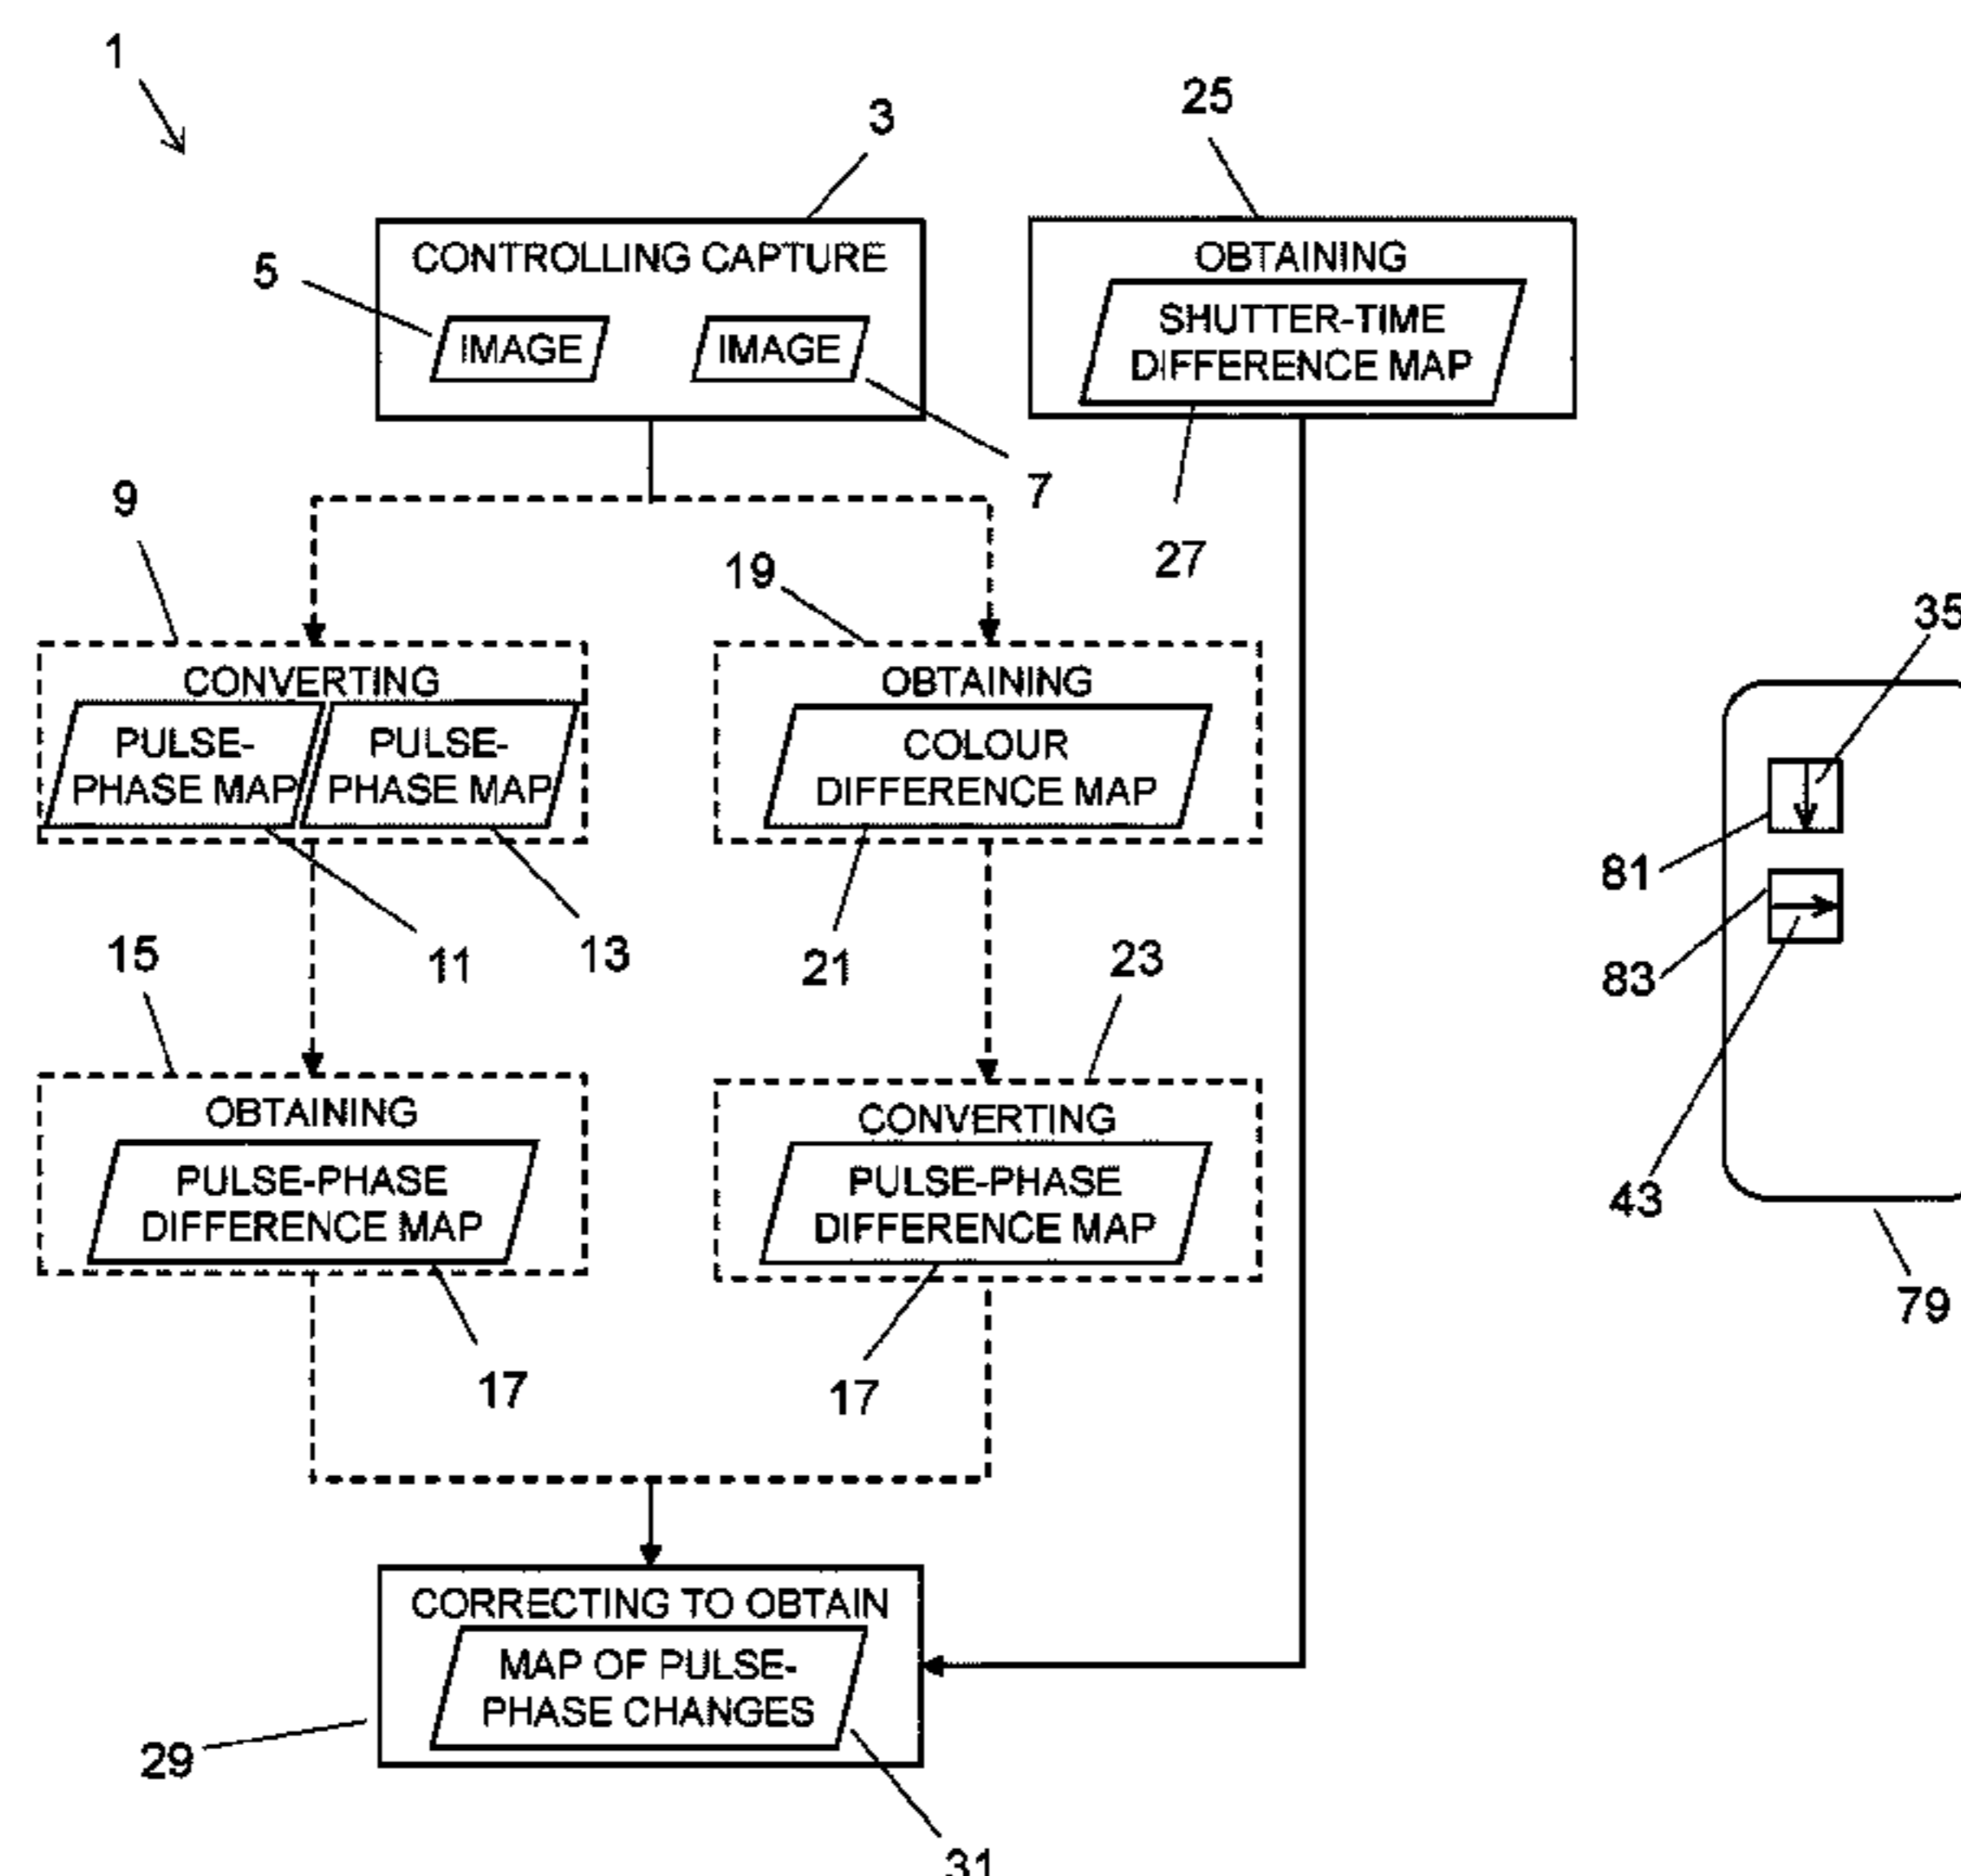 1
3
25
CONTROLLING CAPTURE
5
IMAGE
IMAGE
7
OBTAINING
SHUTTER-TIME
DIFFERENCE MAP
27
9
CONVERTING
PULSE-
PHASE MAP
PULSE-
PHASE MAP
11
13
19
OBTAINING
COLOUR
DIFFERENCE MAP
21
15
OBTAINING
PULSE-PHASE
DIFFERENCE MAP
17
23
CONVERTING
PULSE-PHASE
DIFFERENCE MAP
17
CORRECTING TO OBTAIN
MAP OF PULSE-
PHASE CHANGES
29
31
35
81
83
43
79